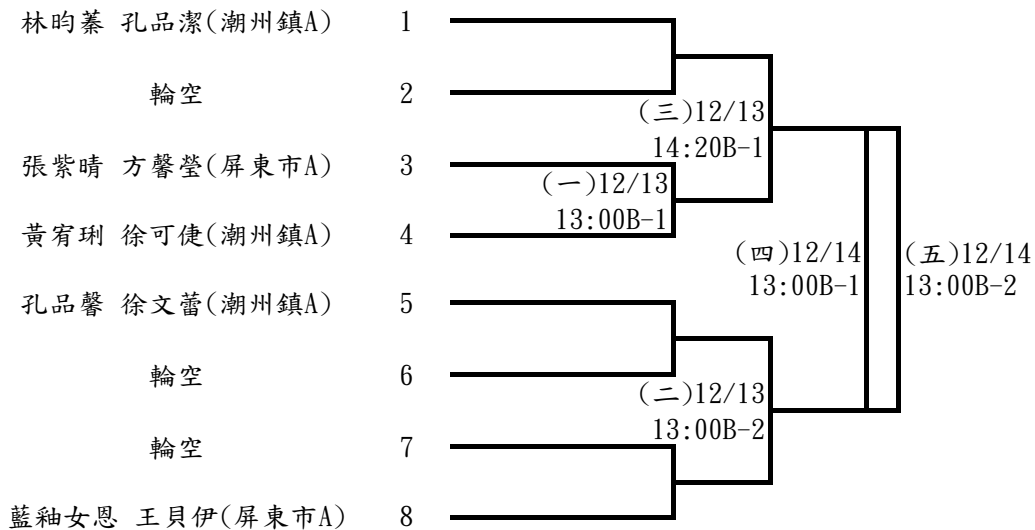 林昀蓁 孔品潔(潮州鎮A) 1
輪空 2
(三)12/13
14:20B-1
張紫晴 方馨瑩(屏東市A) 3
(一)12/13
13:00B-1
黃宥琍 徐可倢(潮州鎮A) 4
(四)12/14
13:00B-1
(五)12/14
13:00B-2
孔品馨 徐文蕾(潮州鎮A) 5
輪空 6
(二)12/13
13:00B-2
輪空 7
藍釉女恩 王貝伊(屏東市A) 8